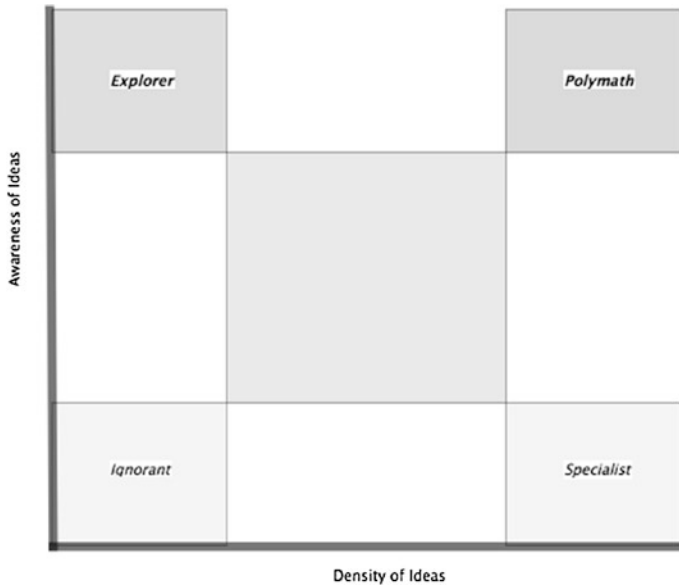 Explorer
Polymath
Awareness of Ideas
Ignorant
Specialist
Density of Ideas